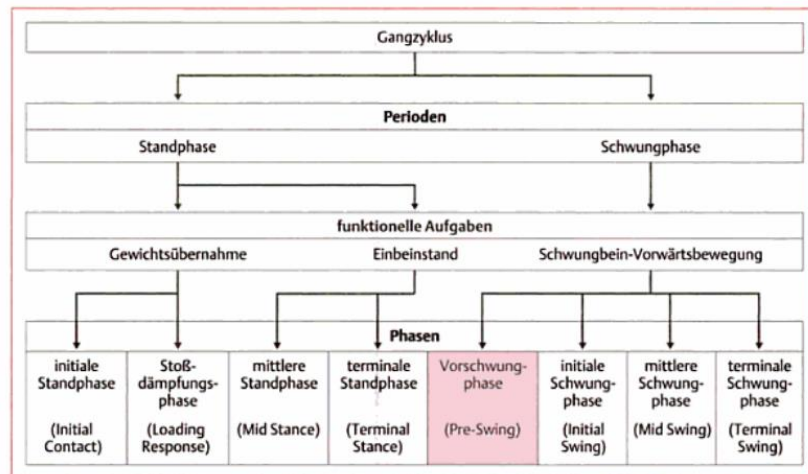 Gangzyklus
Perioden
Standphase
Schwungphase
funktionelle Aufgaben
Gewichtsübernahme
Einbeinstand
Schwungbein-Vorwärtsbewegung
Phasen
initiale
Standphase
(Initial
Contact)
Stoß-
dämpfungs-
phase
(Loading
Response)
mittlere
Standphase
(Mid Stance)
terminale
Standphase
(Terminal
Stance)
Vorschwung-
phase
(Pre-Swing)
initiale
Schwung-
phase
(Initial
Swing)
mittlere
Schwung-
phase
(Mid Swing)
terminale
Schwung-
phase
(Terminal
Swing)